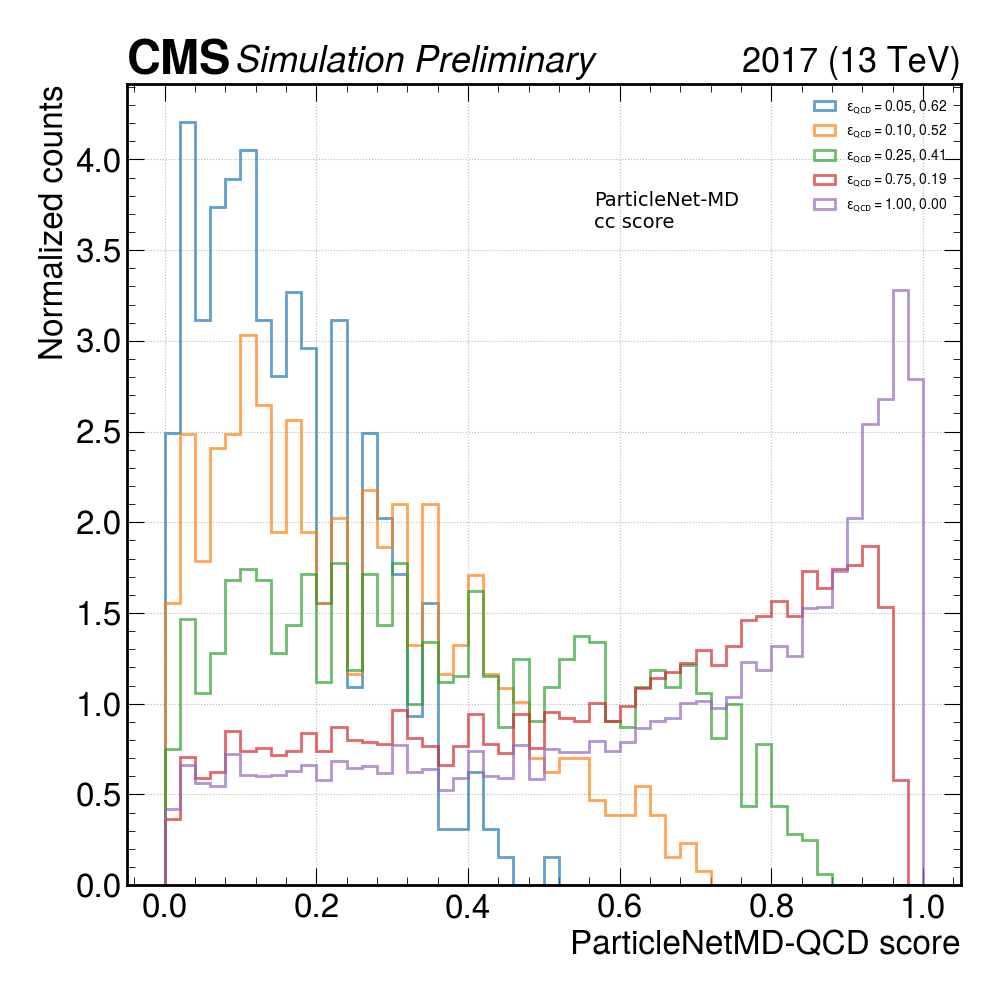 CMS Simulation Preliminary 2017 (13 TeV)
Normalized counts
4.0
3.5
3.0
2.5
2.0
1.5
1.0
0.5
0.0
ε_QCD = 0.05, 0.62
ε_QCD = 0.10, 0.52
ε_QCD = 0.25, 0.41
ε_QCD = 0.75, 0.19
ε_QCD = 1.00, 0.00
ParticleNet-MD
cc score
0.0 0.2 0.4 0.6 0.8 1.0
ParticleNetMD-QCD score